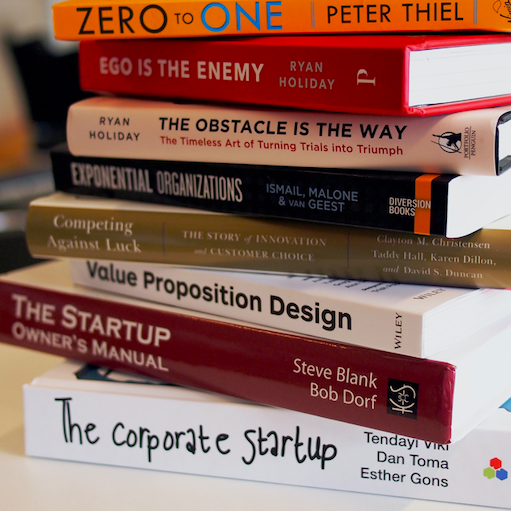 ZERO TO ONE PETER THIEL
EGO IS THE ENEMY RYAN HOLIDAY P
RYAN HOLIDAY THE OBSTACLE IS THE WAY
The Timeless Art of Turning Trials into Triumph
PORTFOLIO PENGUIN
EXPONENTIAL ORGANIZATIONS ISMAIL, MALONE & VAN GEEST DIVERSION BOOKS
Competing Against Luck
THE STORY of INNOVATION and CUSTOMER CHOICE
Clayton M. Christensen
Taddy Hall, Karen Dillon,
and David S. Duncan
Value Proposition Design WILEY
THE STARTUP
OWNER'S MANUAL
Steve Blank
Bob Dorf
The Corporate Startup
Tendayi Viki
Dan Toma
Esther Gons